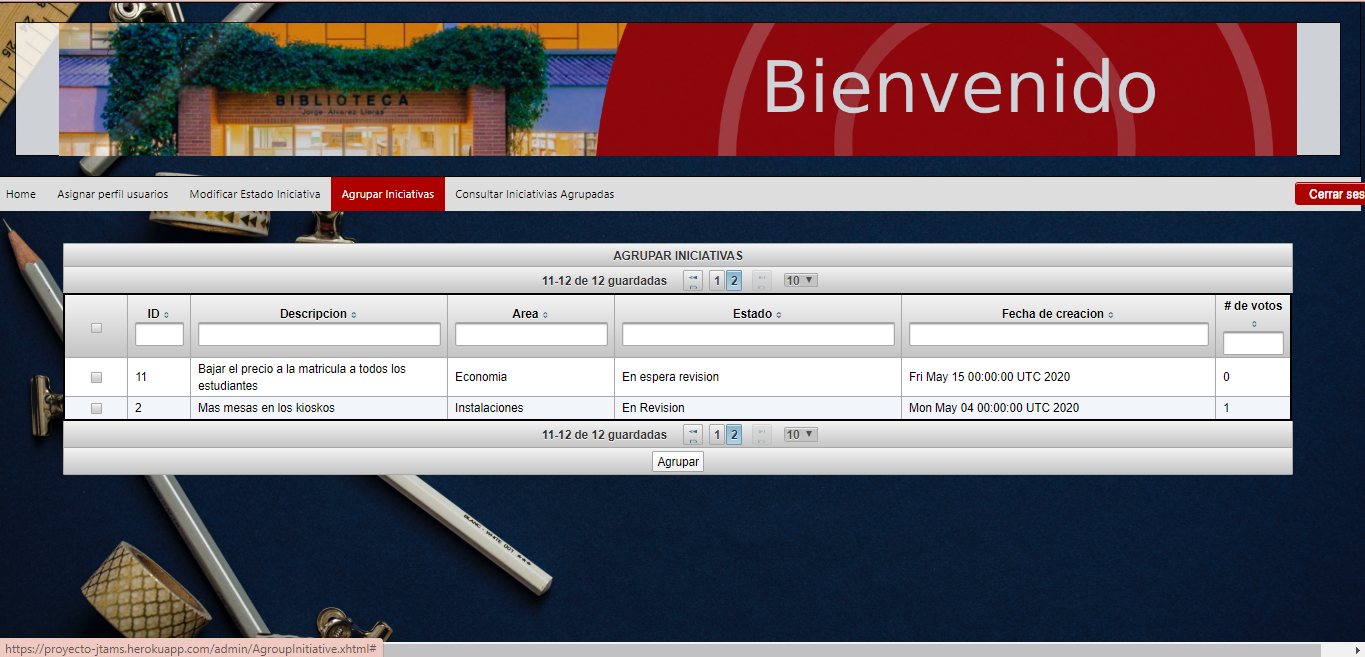 BIBLIOTECA
"Jorge Álvarez Lleras"
Bienvenido
Home Asignar perfil usuarios Modificar Estado Iniciativa Agrupar Iniciativas Consultar Iniciativias Agrupadas Cerrar ses
AGRUPAR INICIATIVAS
11-12 de 12 guardadas 1 2 10
ID Descripcion Area Estado Fecha de creacion # de votos
11 Bajar el precio a la matricula a todos los estudiantes Economia En espera revision Fri May 15 00:00:00 UTC 2020 0
2 Mas mesas en los kioskos Instalaciones En Revision Mon May 04 00:00:00 UTC 2020 1
11-12 de 12 guardadas 1 2 10
Agrupar
BLANC - WHITE 001 ***
https://proyecto-jtams.herokuapp.com/admin/AgroupInitiative.xhtml#